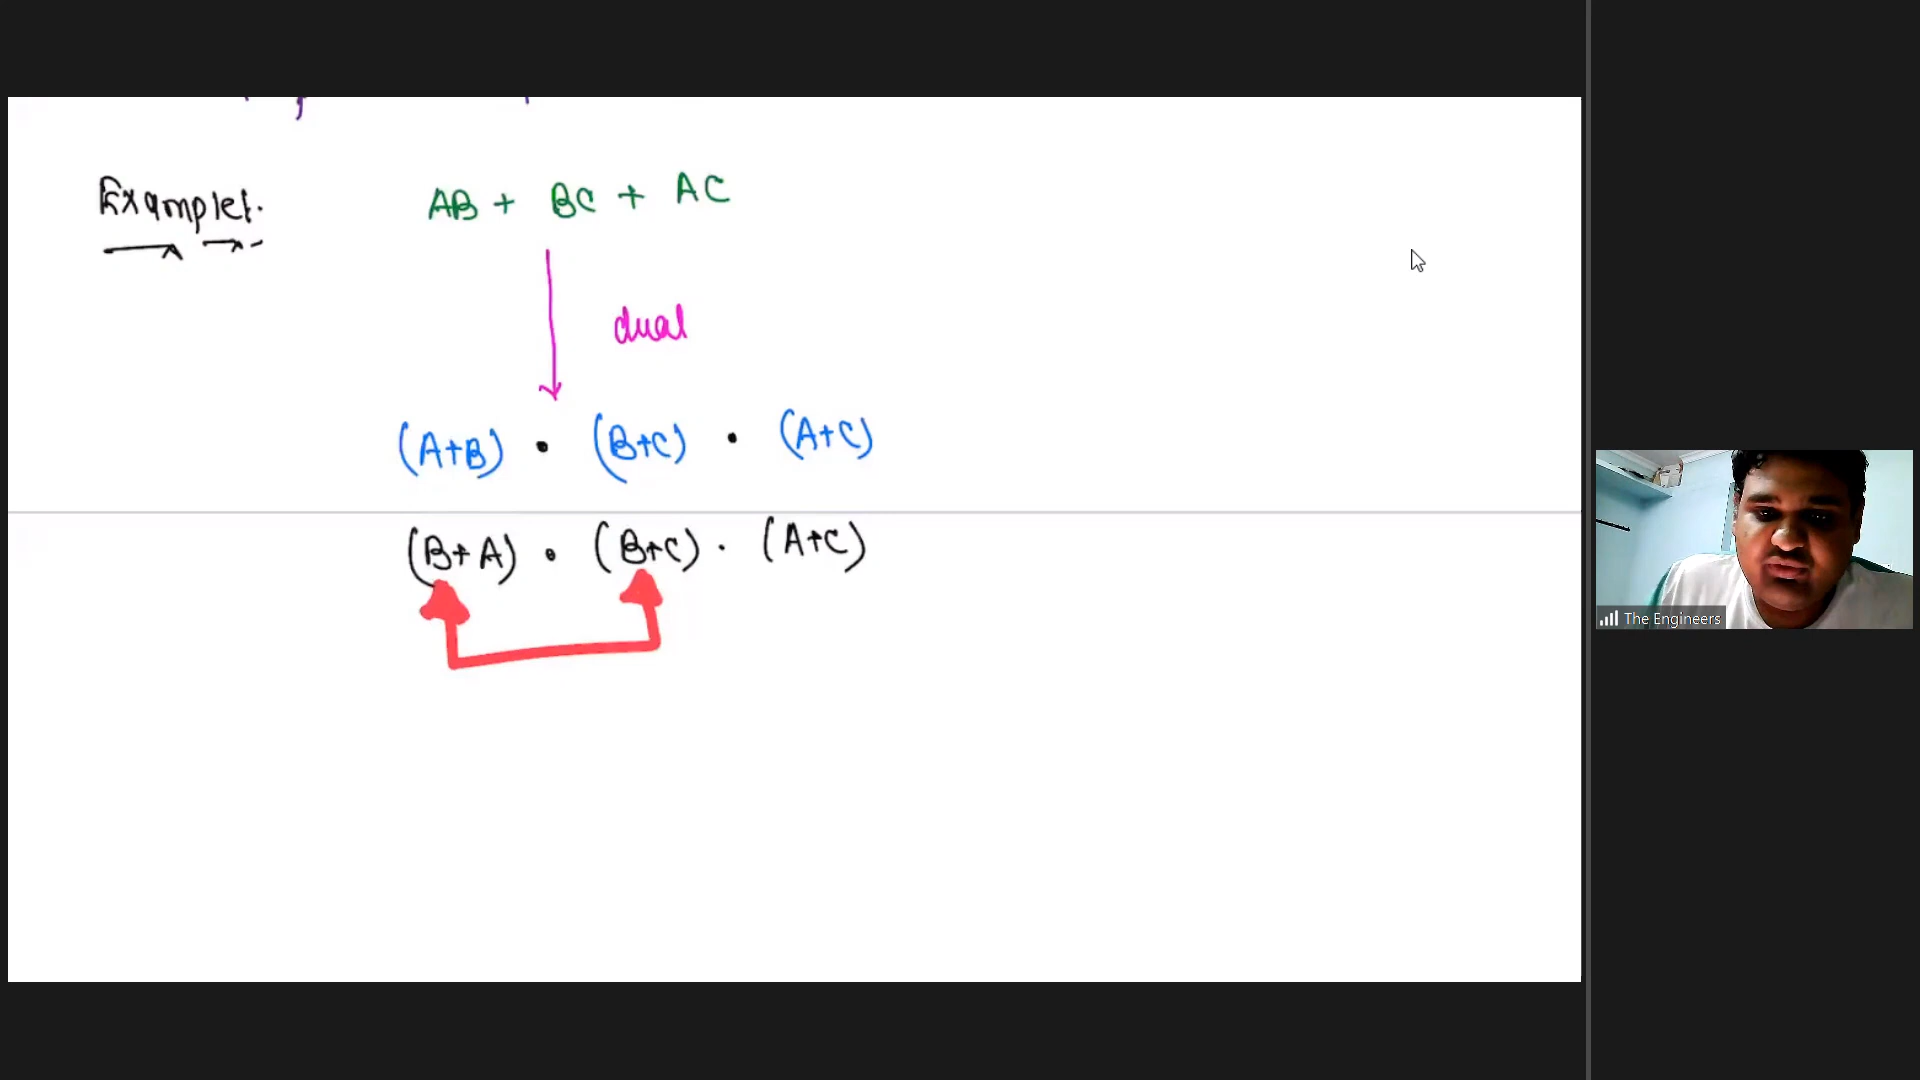 Example:
AB + BC + AC
dual
(A+B) • (B+C) • (A+C)
(B+A) • (B+C) . (A+C)
The Engineers